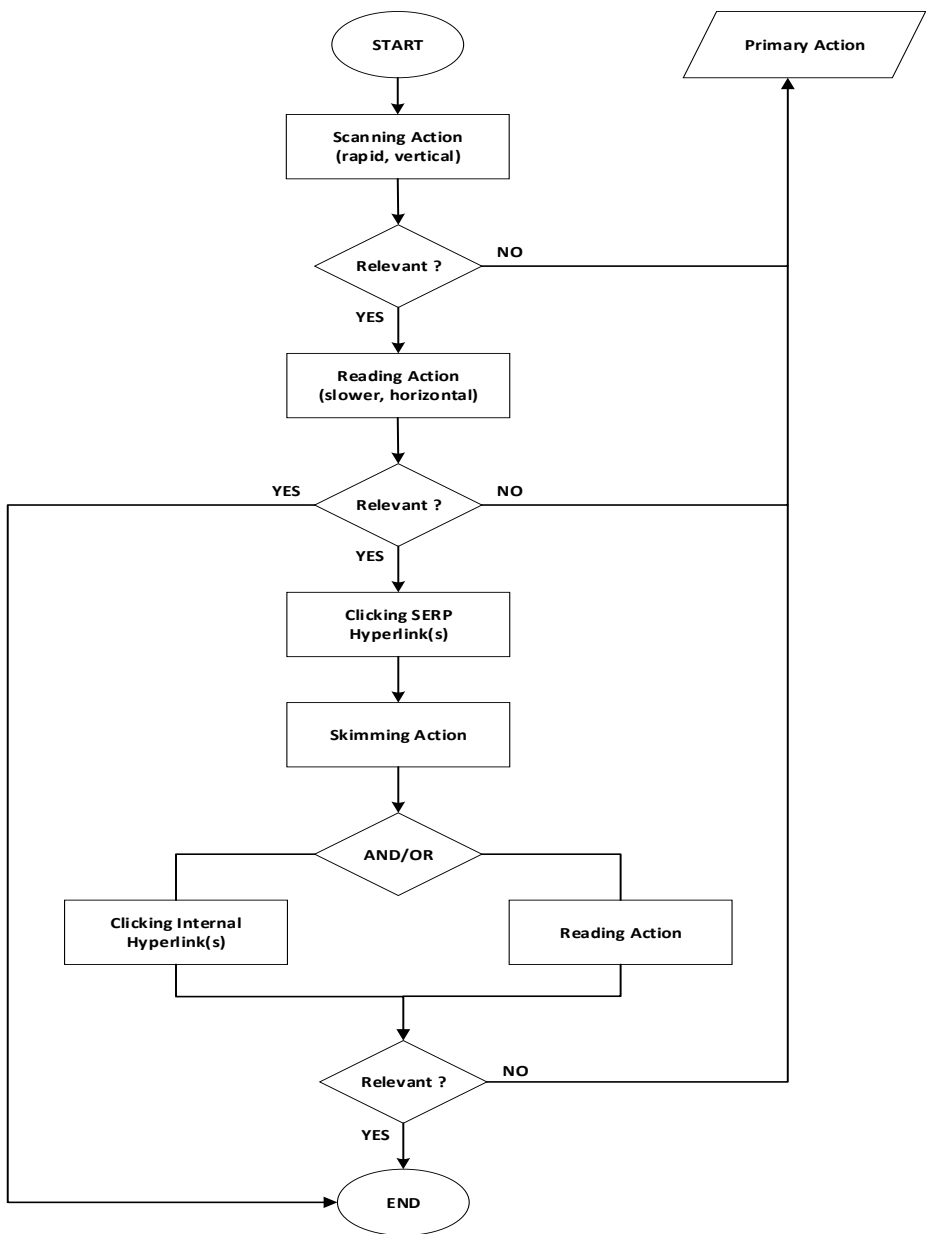 START
Primary Action
Scanning Action
(rapid, vertical)
Relevant ?
NO
YES
Reading Action
(slower, horizontal)
YES
Relevant ?
NO
YES
Clicking SERP
Hyperlink(s)
Skimming Action
AND/OR
Clicking Internal
Hyperlink(s)
Reading Action
Relevant ?
NO
YES
END